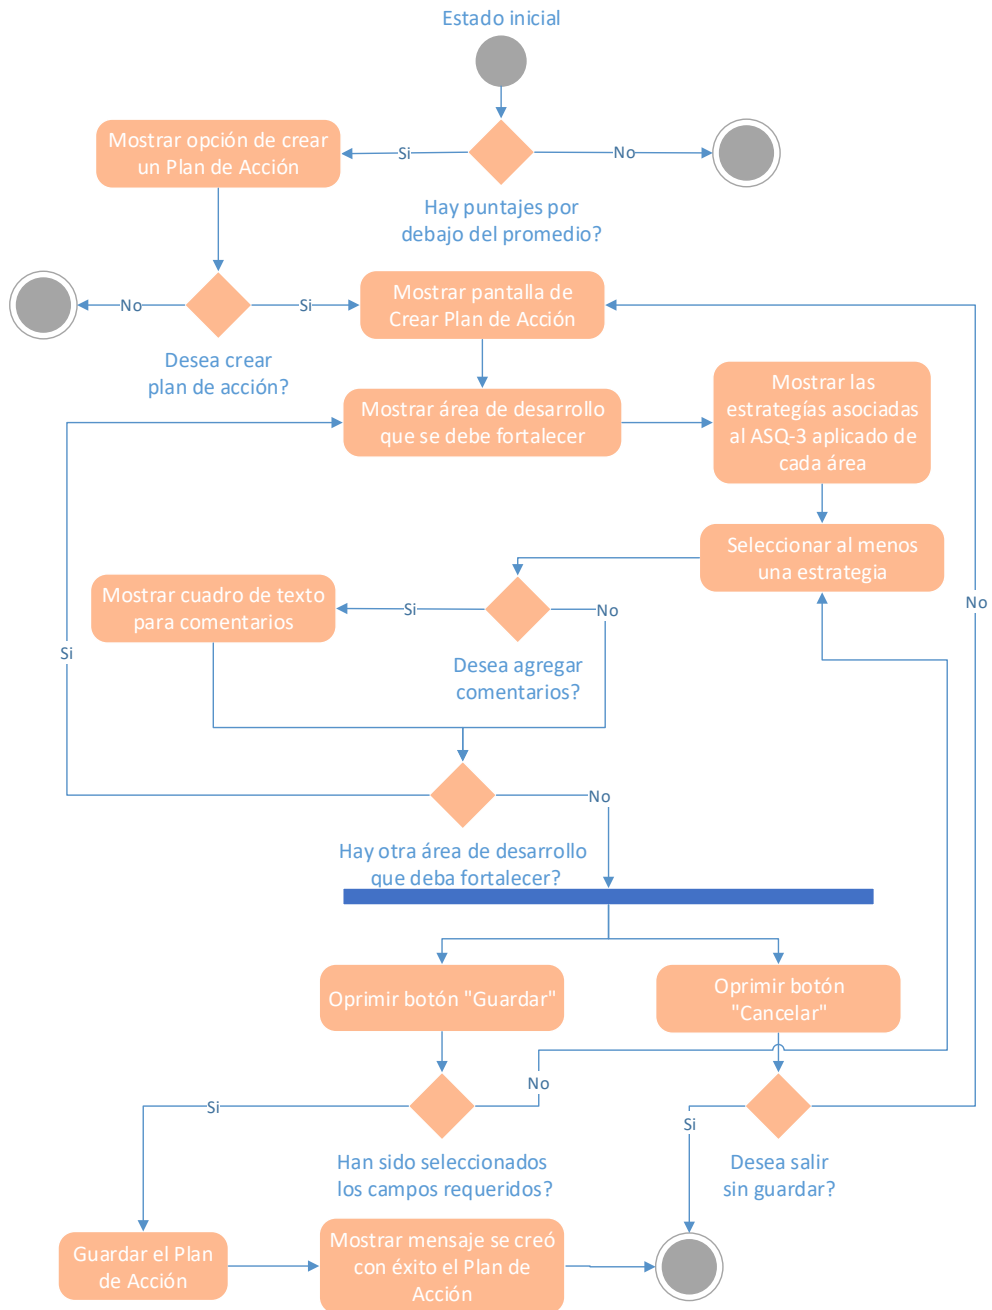 Estado inicial
Mostrar opción de crear
un Plan de Acción
Si
No
Hay puntajes por
debajo del promedio?
No
Si
Mostrar pantalla de
Crear Plan de Acción
Desea crear
plan de acción?
Mostrar área de desarrollo
que se debe fortalecer
Mostrar las
estrategías asociadas
al ASQ-3 aplicado de
cada área
Seleccionar al menos
una estrategia
Mostrar cuadro de texto
para comentarios
Si
No
No
Si
Desea agregar
comentarios?
No
Hay otra área de desarrollo
que deba fortalecer?
Oprimir botón "Guardar"
Oprimir botón
"Cancelar"
No
Si
Si
Han sido seleccionados
los campos requeridos?
Desea salir
sin guardar?
Guardar el Plan
de Acción
Mostrar mensaje se creó
con éxito el Plan de
Acción